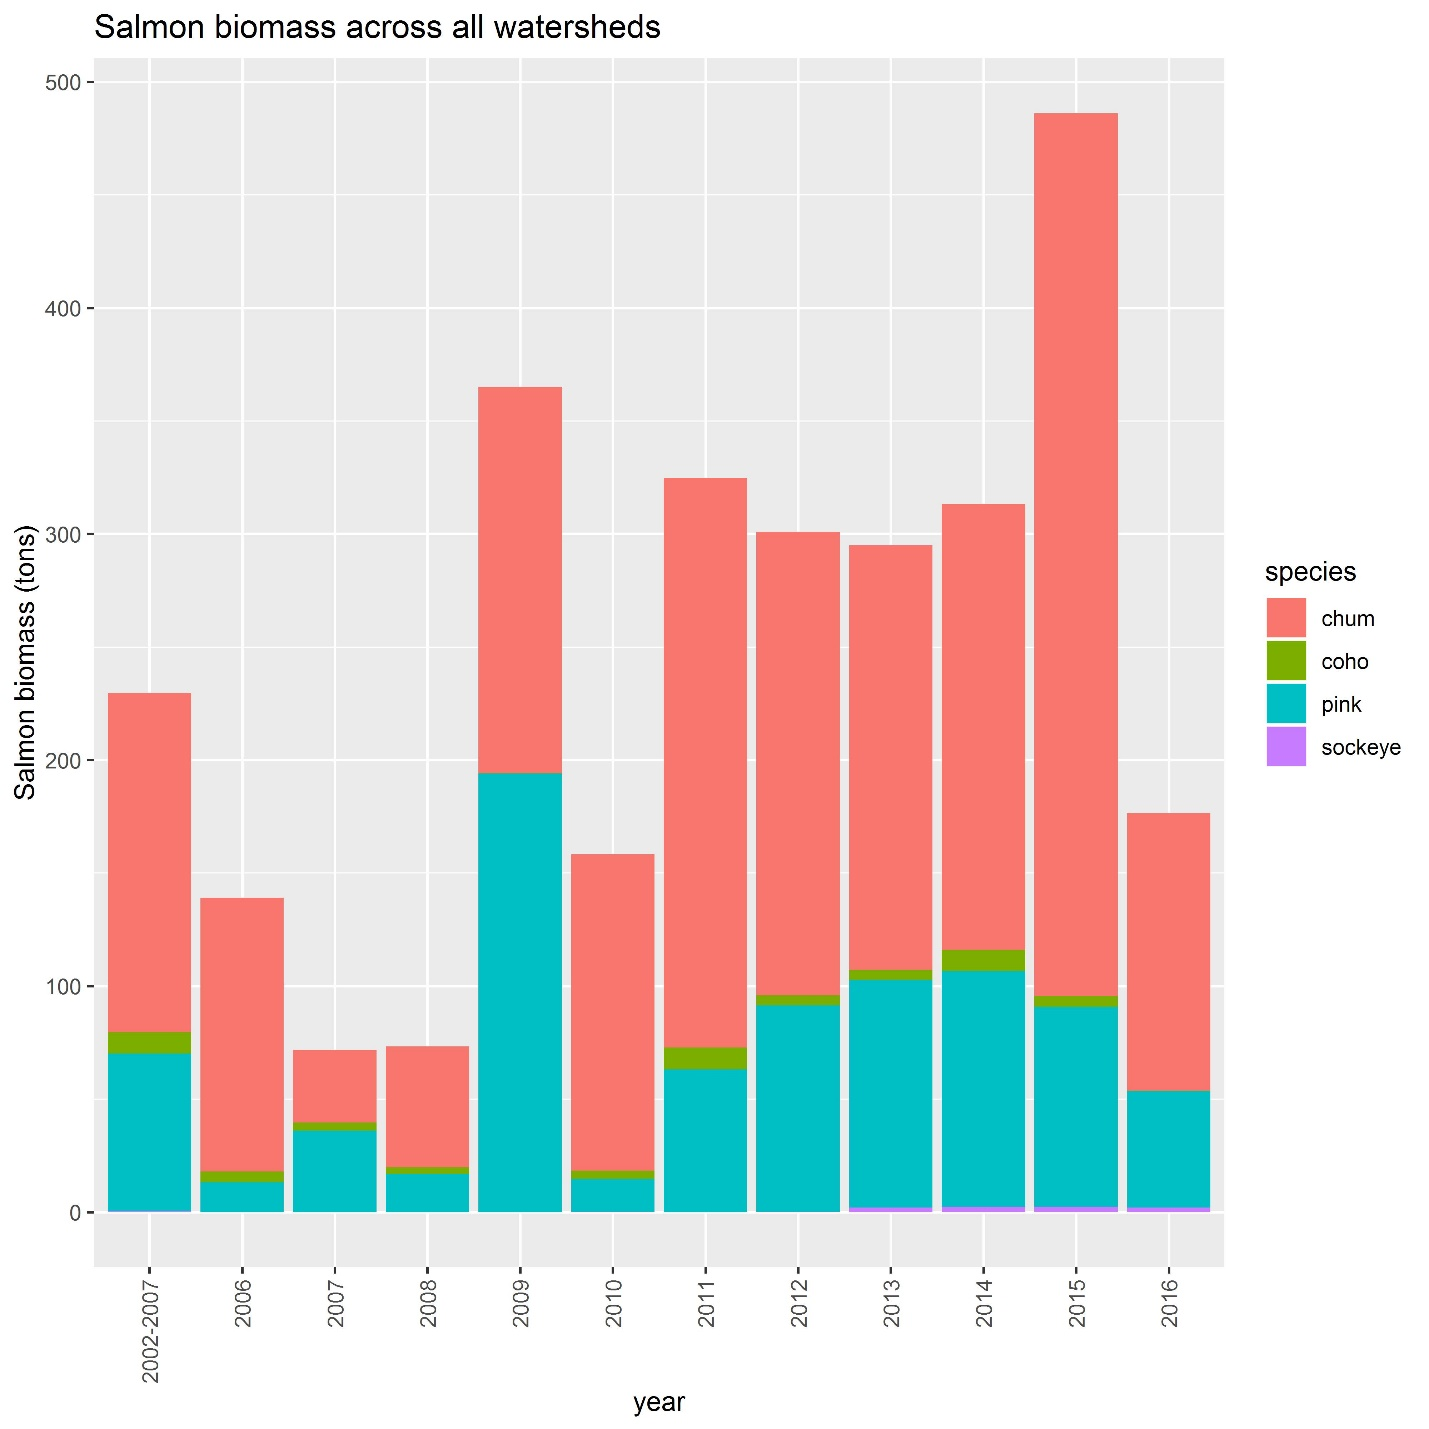 Salmon biomass across all watersheds
500
400
300
200
100
0
Salmon biomass (tons)
2002-2007
2006
2007
2008
2009
2010
2011
2012
2013
2014
2015
2016
year
species
chum
coho
pink
sockeye